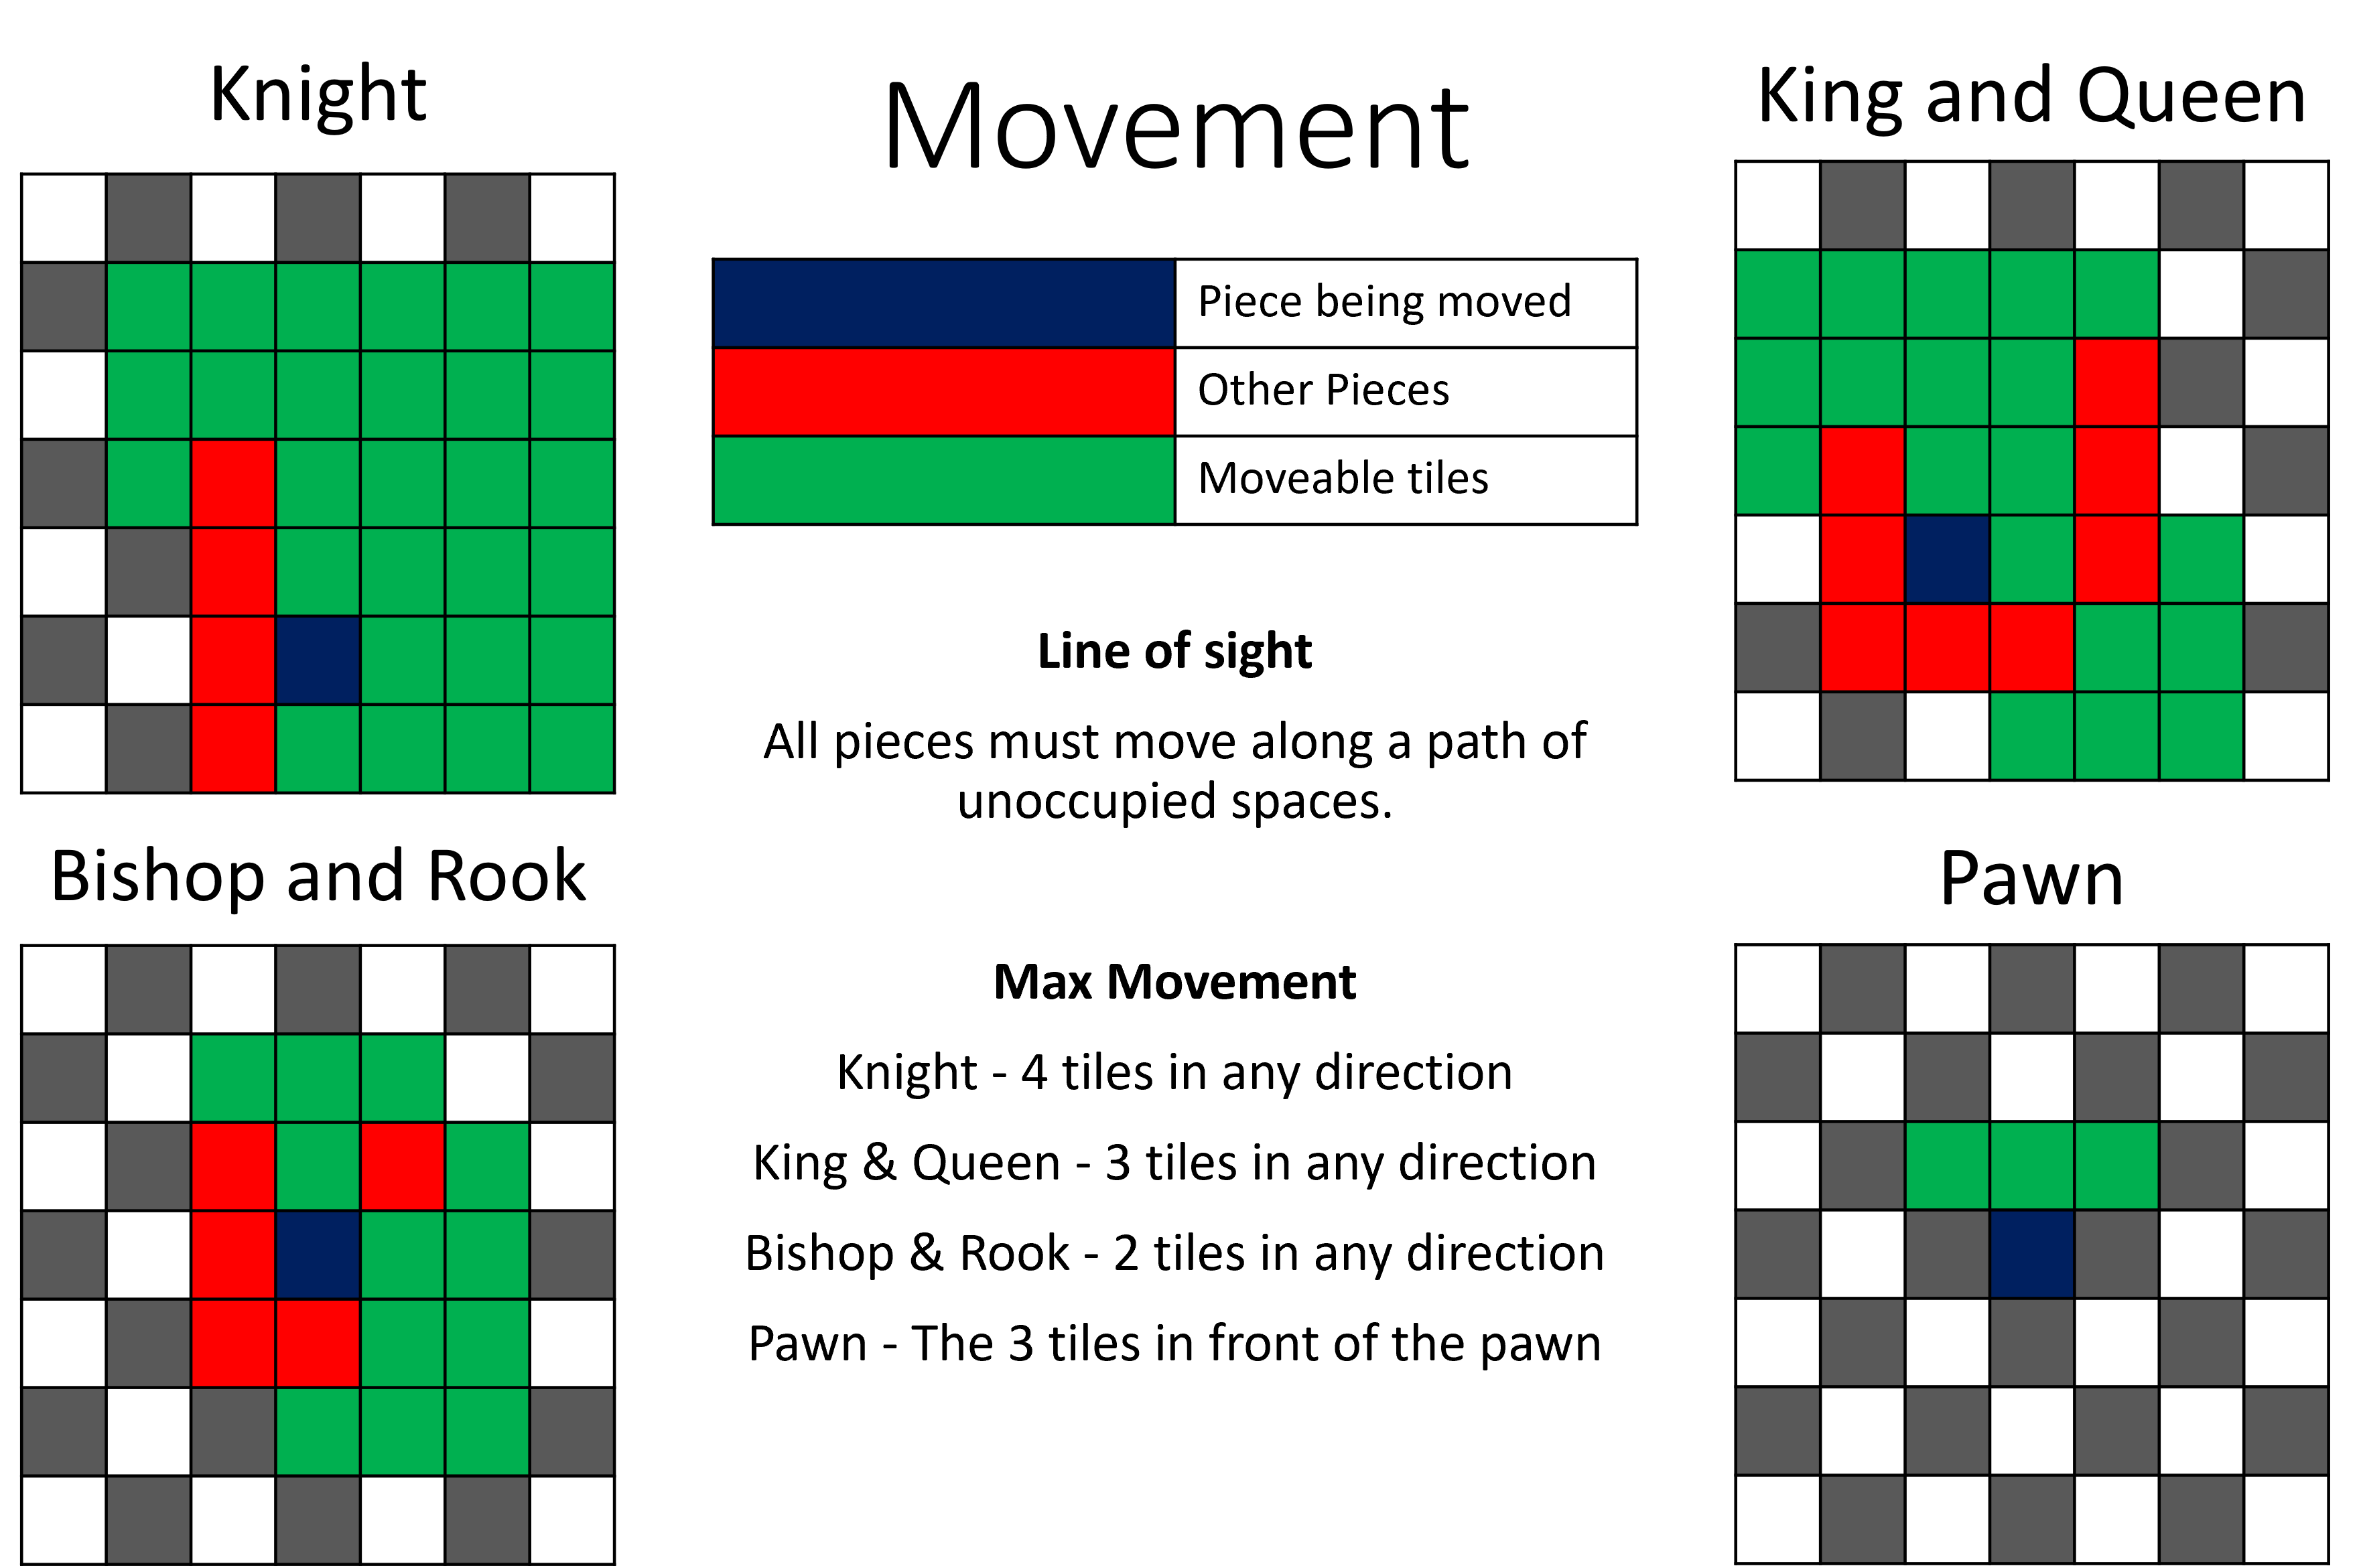 Knight
Movement
King and Queen
Piece being moved
Other Pieces
Moveable tiles
Line of sight
All pieces must move along a path of
unoccupied spaces.
Bishop and Rook
Pawn
Max Movement
Knight - 4 tiles in any direction
King & Queen - 3 tiles in any direction
Bishop & Rook - 2 tiles in any direction
Pawn - The 3 tiles in front of the pawn